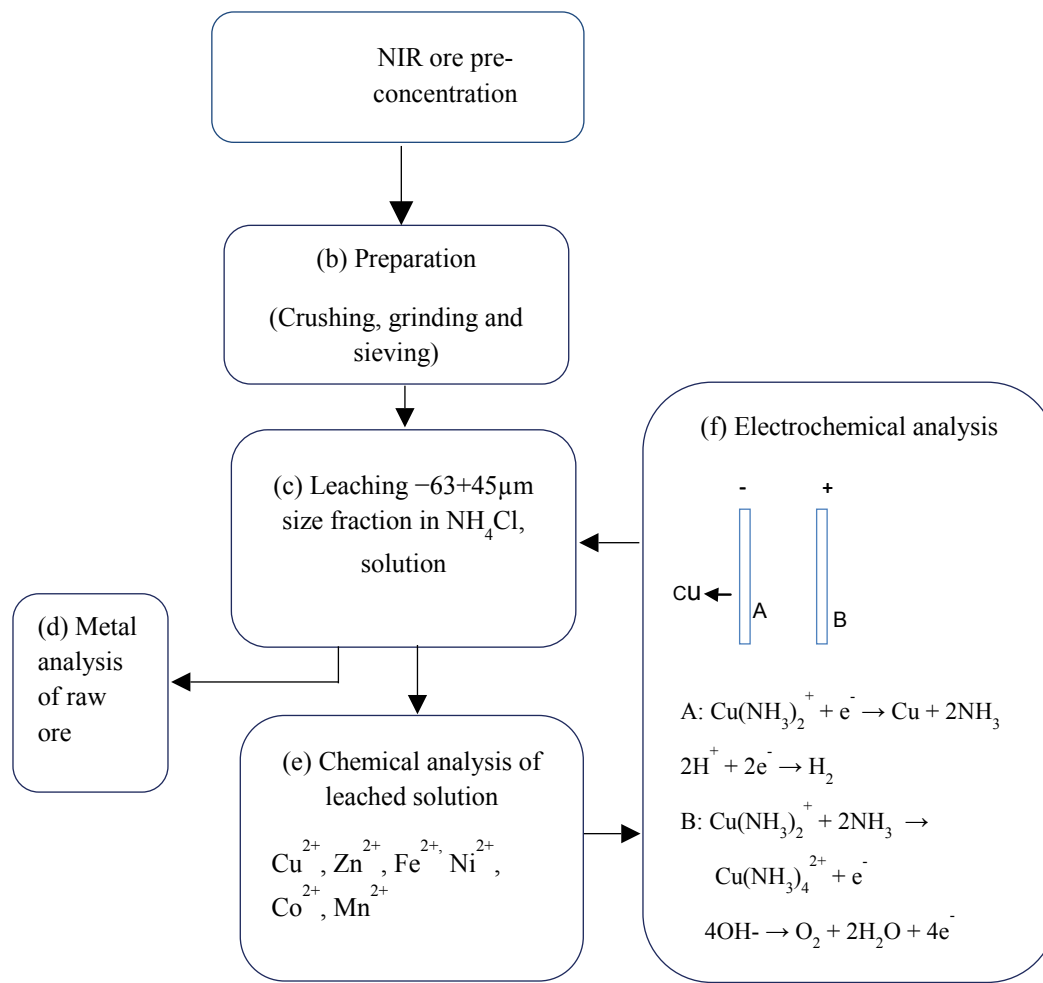 NIR ore pre-
concentration
(b) Preparation
(Crushing, grinding and
sieving)
(c) Leaching −63+45µm
size fraction in NH₄Cl,
solution
(d) Metal
analysis
of raw
ore
(e) Chemical analysis of
leached solution
Cu²⁺, Zn²⁺, Fe²⁺, Ni²⁺,
Co²⁺, Mn²⁺
(f) Electrochemical analysis
- +
cu
A
B
A: Cu(NH₃)₂⁺ + e⁻ → Cu + 2NH₃
2H⁺ + 2e⁻ → H₂
B: Cu(NH₃)₂⁺ + 2NH₃ →
Cu(NH₃)₄²⁺ + e⁻
4OH- → O₂ + 2H₂O + 4e⁻